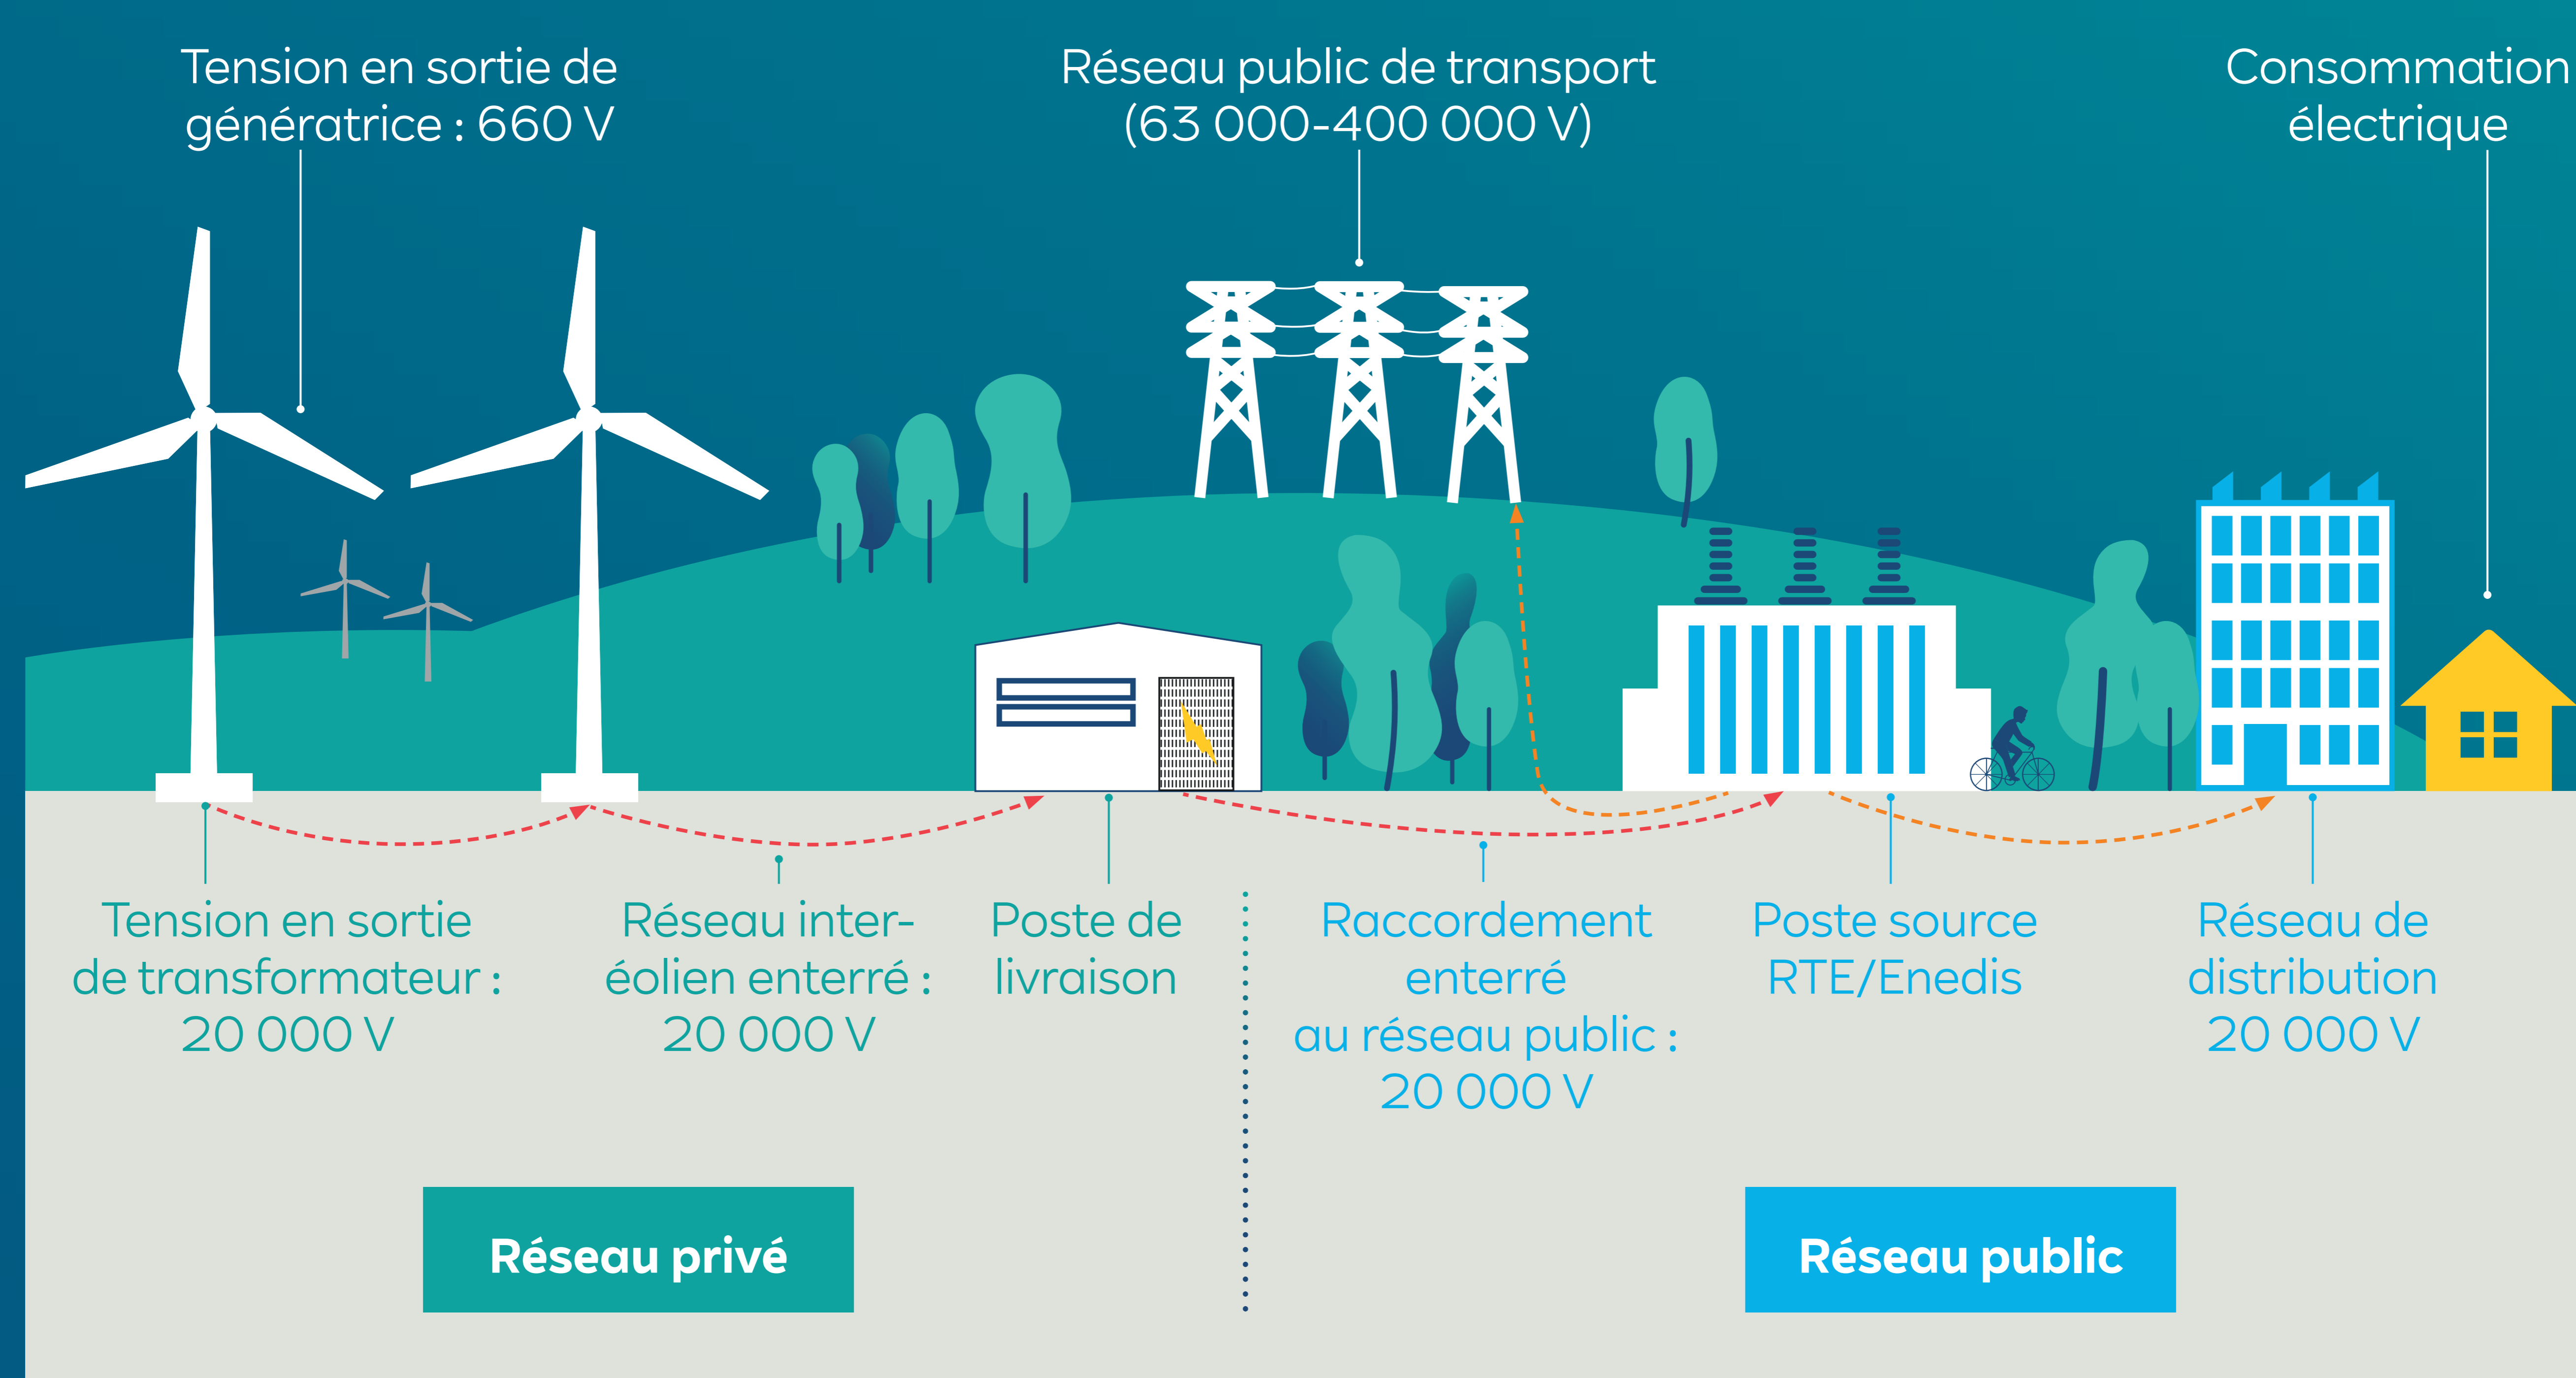 Tension en sortie de
génératrice : 660 V
Réseau public de transport
(63 000-400 000 V)
Consommation
électrique
Tension en sortie
de transformateur :
20 000 V
Réseau inter-
éolien enterré :
20 000 V
Poste de
livraison
Raccordement
enterré
au réseau public :
20 000 V
Poste source
RTE/Enedis
Réseau de
distribution
20 000 V
Réseau privé
Réseau public